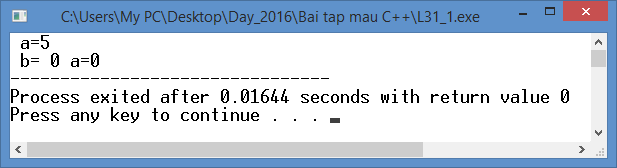 C:\Users\My PC\Desktop\Day_2016\Bai tap mau C++\L31_1.exe
a=5
b= 0 a=0
--------------------------------
Process exited after 0.01644 seconds with return value 0
Press any key to continue . . .